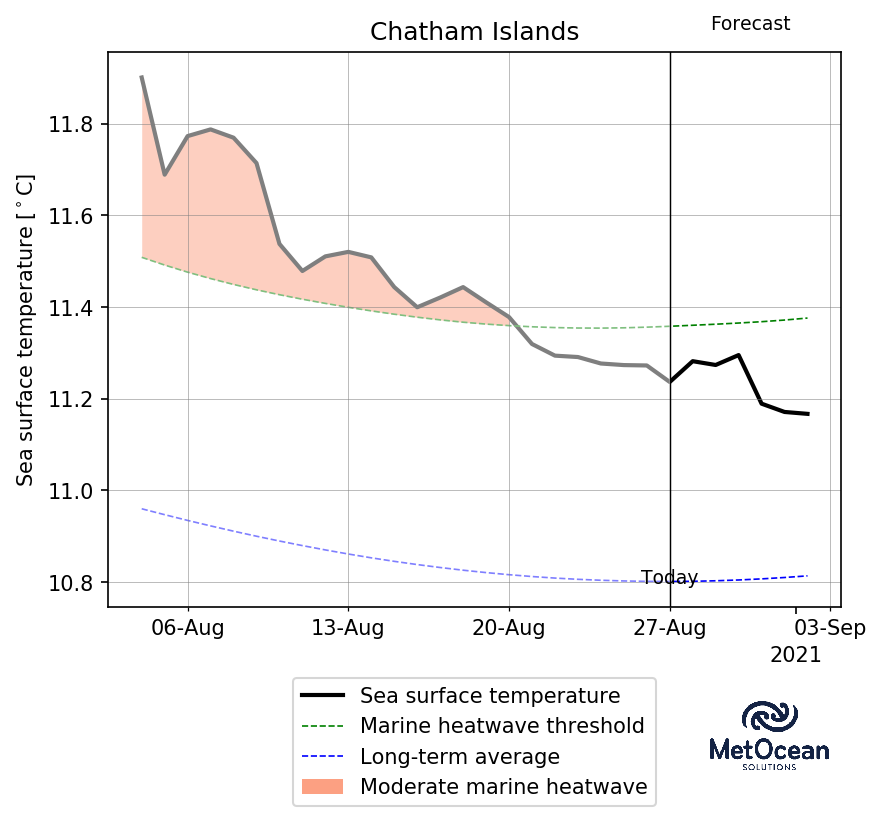 Forecast
Chatham Islands
Sea surface temperature [°C]
11.8
11.6
11.4
11.2
11.0
10.8
Today
06-Aug 13-Aug 20-Aug 27-Aug 03-Sep
2021
Sea surface temperature
Marine heatwave threshold
Long-term average
Moderate marine heatwave
MetOcean
SOLUTIONS